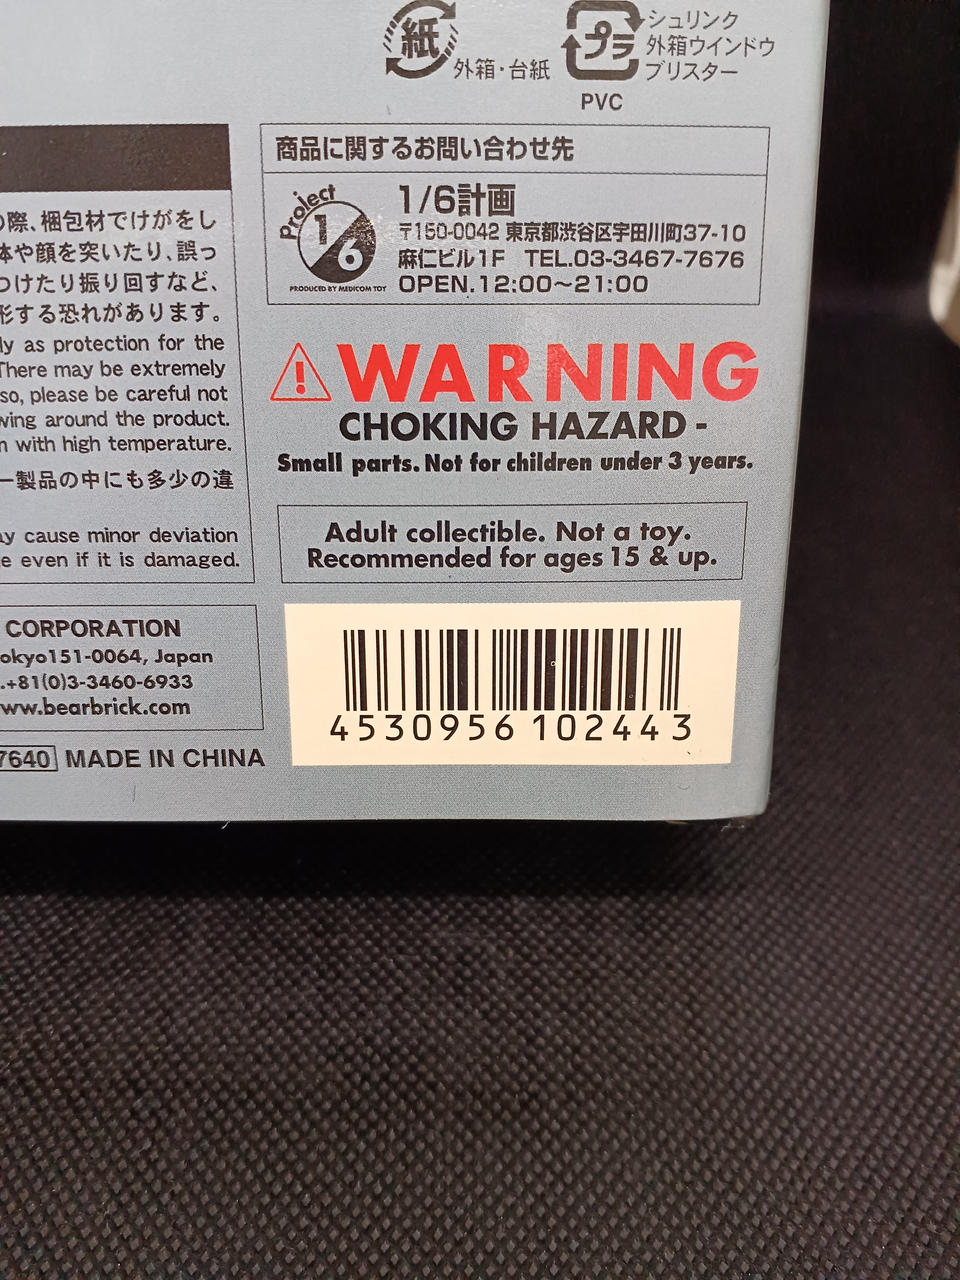 紙
外箱・台紙
プラ
シュリンク
外箱ウインドウ
ブリスター
PVC
の際、梱包材でけがをし
体や顔を突いたり、誤っ
つけたり振り回すなど、
形する恐れがあります。
ly as protection for the
There may be extremely
so, please be careful not
wing around the product.
with high temperature.
一製品の中にも多少の違
ay cause minor deviation
e even if it is damaged.
CORPORATION
okyo151-0064, Japan
.+81(0)3-3460-6933
ww.bearbrick.com
7640 MADE IN CHINA
商品に関するお問い合わせ先
Project 1/6
PRODUCED BY MEDICOM TOY
1/6計画
〒150-0042 東京都渋谷区宇田川町37-10
麻仁ビル1F TEL.03-3467-7676
OPEN.12:00～21:00
WARNING
CHOKING HAZARD -
Small parts. Not for children under 3 years.
Adult collectible. Not a toy.
Recommended for ages 15 & up.
4530956102443